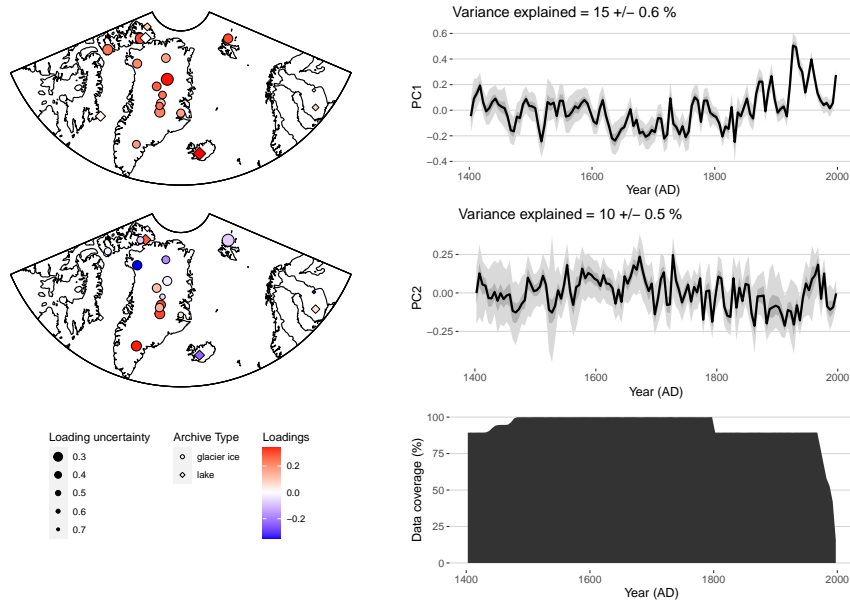 Variance explained = 15 +/− 0.6 %
0.6
0.4
0.2
0.0
−0.2
−0.4
PC1
1400
1600
1800
2000
Year (AD)
Variance explained = 10 +/− 0.5 %
0.25
0.00
−0.25
PC2
1400
1600
1800
2000
Year (AD)
Loading uncertainty
0.3
0.4
0.5
0.6
0.7
Archive Type
glacier ice
lake
Loadings
0.2
0.0
−0.2
100
75
50
25
0
Data coverage (%)
1400
1600
1800
2000
Year (AD)